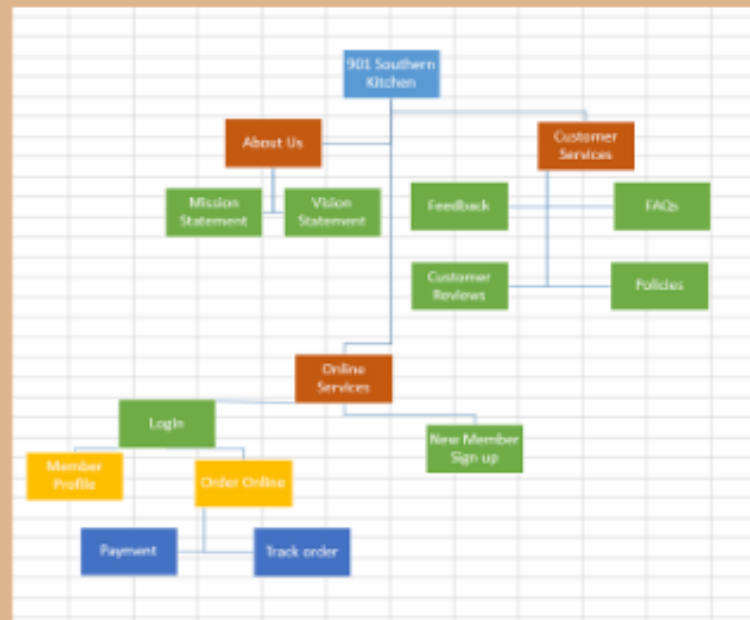 901 Southern
Kitchen
About Us
Customer
Services
Mission
Statement
Vision
Statement
Feedback
FAQs
Customer
Reviews
Policies
Online
Services
Login
New Member
Sign up
Member
Profile
Order Online
Payment
Track order